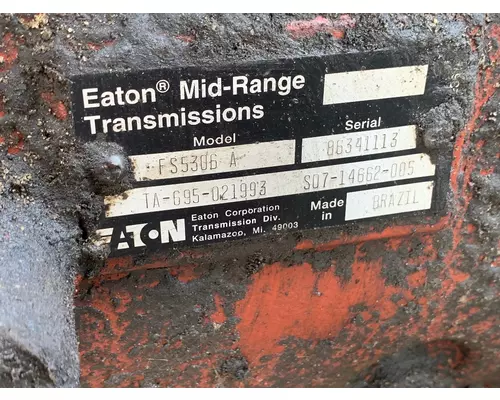 Eaton® Mid-Range
Transmissions
Model Serial
FS5306 A 86341113
TA-695-021993 S07-14662-005
EATON
Eaton Corporation
Transmission Div.
Kalamazoo, Mi. 49003
Made
in
BRAZIL